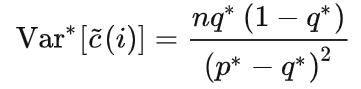 Var*[c̃(i)] = nq* (1 − q*) / (p* − q*)²